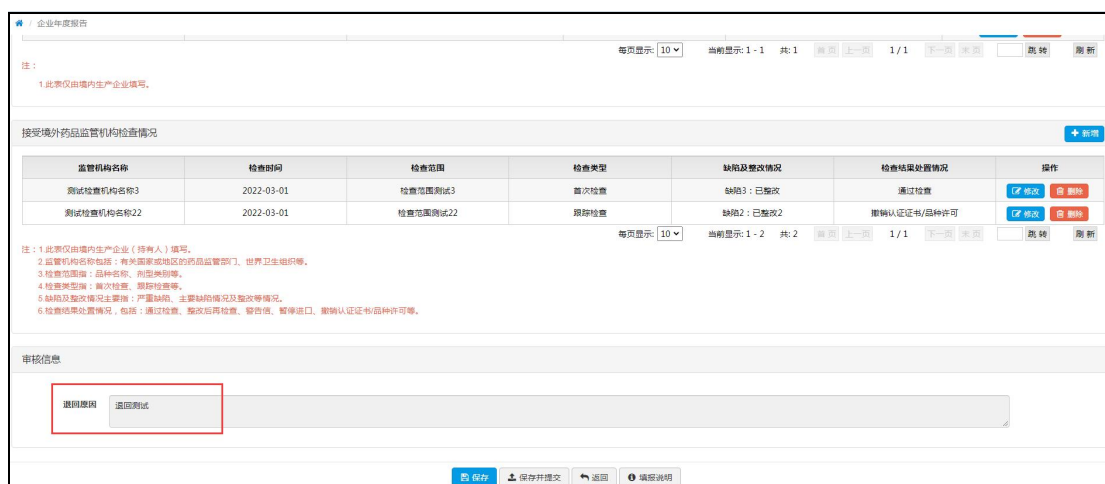 / 企业年度报告
每页显示: 10 当前显示: 1 - 1 共: 1 首页 上一页 1 / 1 下一页 末页 跳转 刷新
注：
1.此表仅由境内生产企业填写。
接受境外药品监管机构检查情况 + 新增
监管机构名称 检查时间 检查范围 检查类型 缺陷及整改情况 检查结果处置情况 操作
测试检查机构名称3 2022-03-01 检查范围测试3 首次检查 缺陷3：已整改 通过检查 修改 删除
测试检查机构名称22 2022-03-01 检查范围测试22 跟踪检查 缺陷2：已整改2 撤销认证证书/品种许可 修改 删除
每页显示: 10 当前显示: 1 - 2 共: 2 首页 上一页 1 / 1 下一页 末页 跳转 刷新
注：1.此表仅由境内生产企业（持有人）填写。
2.监管机构名称包括：有关国家或地区的药品监管部门、世界卫生组织等。
3.检查范围指：品种名称、剂型类别等。
4.检查类型指：首次检查、跟踪检查等。
5.缺陷及整改情况主要指：严重缺陷、主要缺陷情况及整改等情况。
6.检查结果处置情况，包括：通过检查、整改后再检查、警告信、暂停进口、撤销认证证书/品种许可等。
审核信息
退回原因 退回测试
保存 保存并提交 返回 填报说明